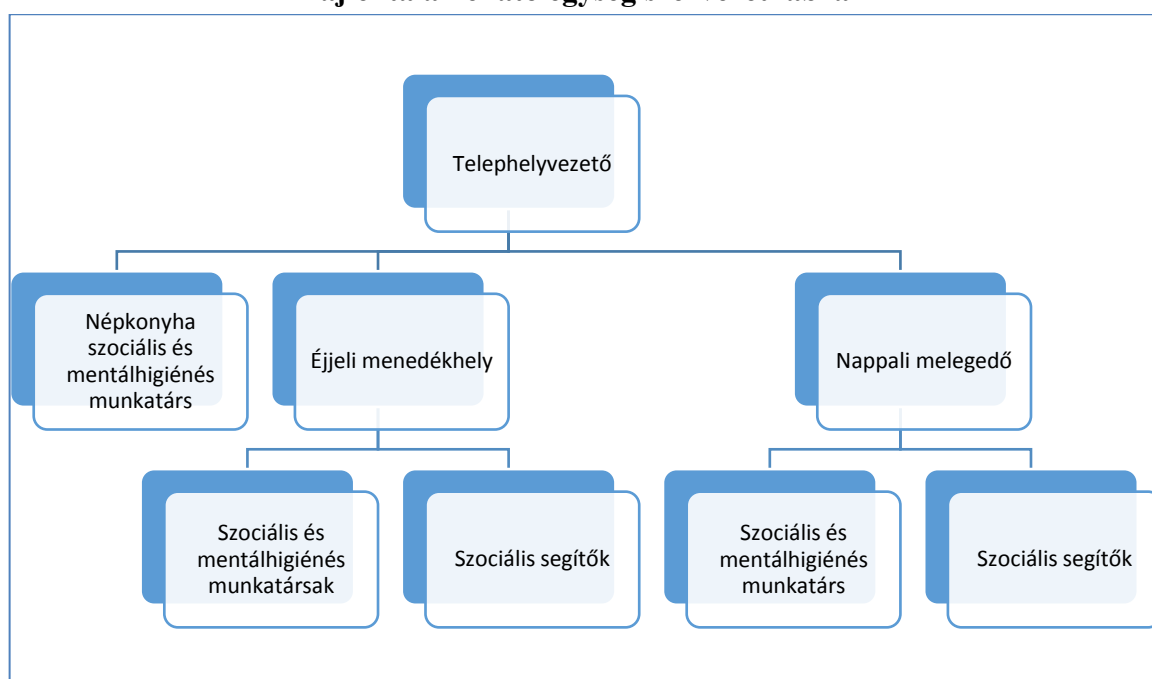 Telephelyvezető
Népkonyha
szociális és
mentálhigiénés
munkatárs
Éjjeli menedékhely
Nappali melegedő
Szociális és
mentálhigiénés
munkatársak
Szociális segítők
Szociális és
mentálhigiénés
munkatárs
Szociális segítők